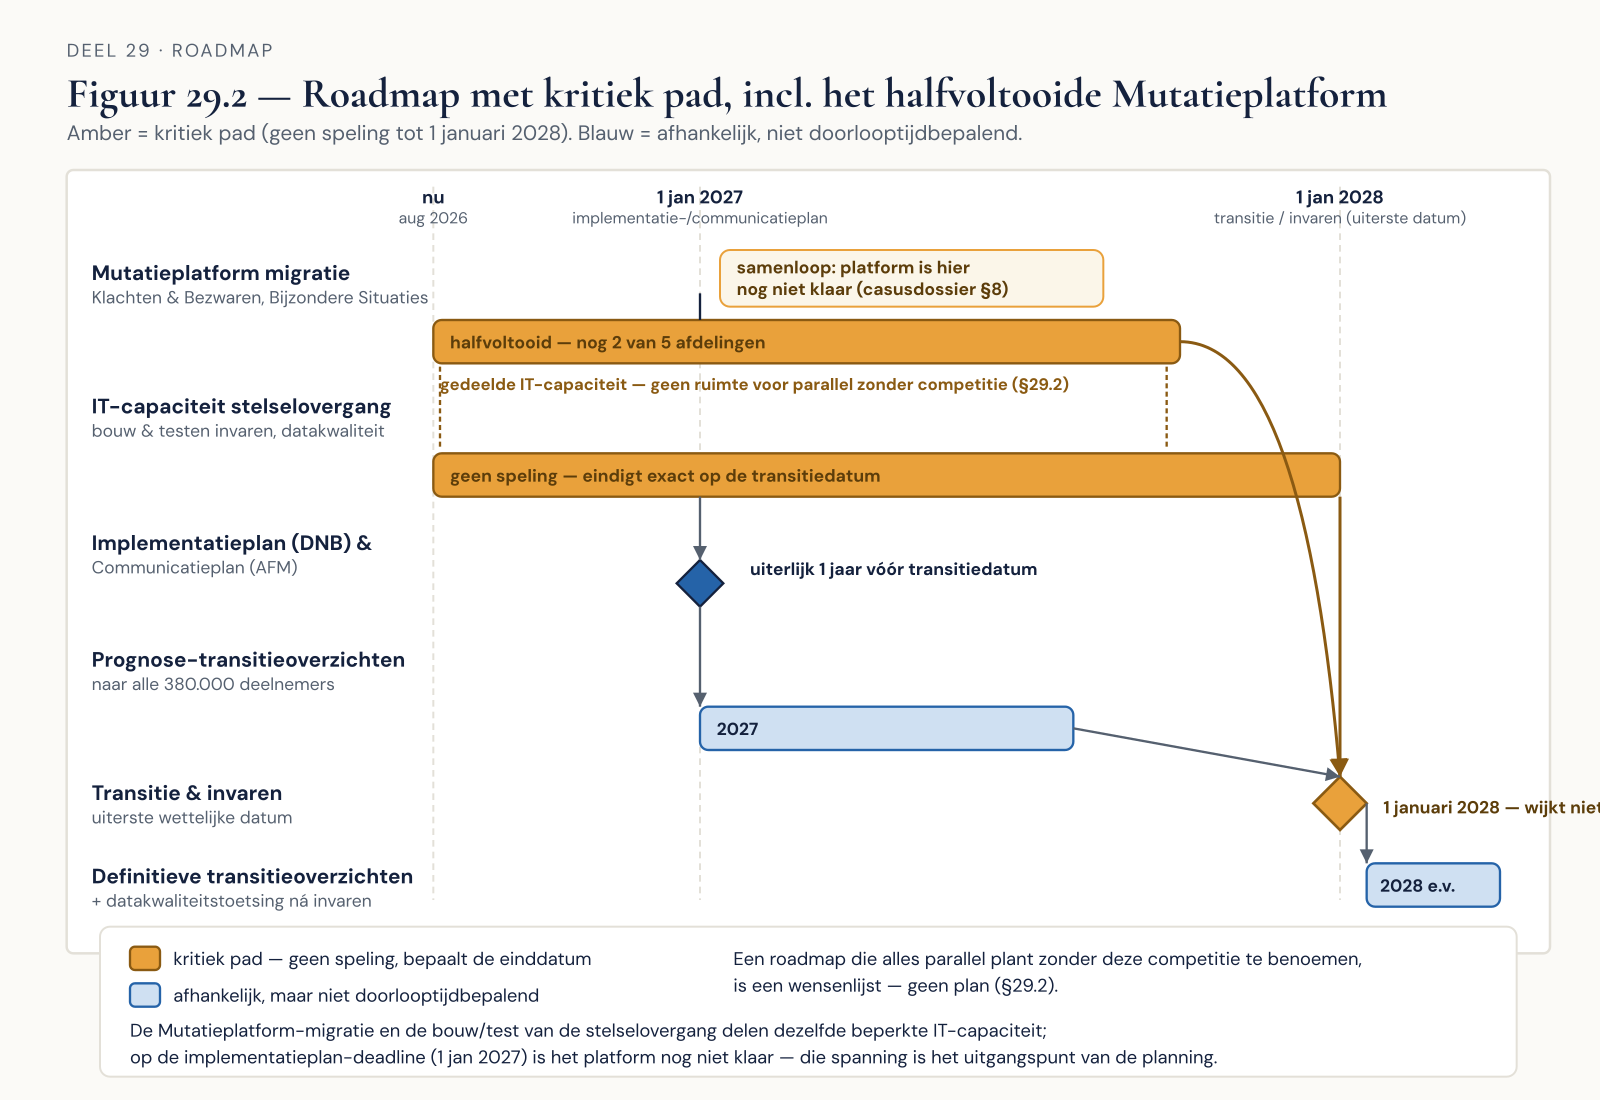 DEEL 29 · ROADMAP
Figuur 29.2 — Roadmap met kritiek pad, incl. het halfvoltooide Mutatieplatform
Amber = kritiek pad (geen speling tot 1 januari 2028). Blauw = afhankelijk, niet doorlooptijdbepalend.
nu
aug 2026
1 jan 2027
implementatie-/communicatieplan
1 jan 2028
transitie / invaren (uiterste datum)
Mutatieplatform migratie
Klachten & Bezwaren, Bijzondere Situaties
samenloop: platform is hier
nog niet klaar (casusdossier §8)
halfvoltooid — nog 2 van 5 afdelingen
gedeelde IT-capaciteit — geen ruimte voor parallel zonder competitie (§29.2)
IT-capaciteit stelselovergang
bouw & testen invaren, datakwaliteit
geen speling — eindigt exact op de transitiedatum
Implementatieplan (DNB) &
Communicatieplan (AFM)
uiterlijk 1 jaar vóór transitiedatum
Prognose-transitieoverzichten
naar alle 380.000 deelnemers
2027
Transitie & invaren
uiterste wettelijke datum
1 januari 2028 — wijkt niet
Definitieve transitieoverzichten
+ datakwaliteitstoetsing ná invaren
2028 e.v.
kritiek pad — geen speling, bepaalt de einddatum
afhankelijk, maar niet doorlooptijdbepalend
Een roadmap die alles parallel plant zonder deze competitie te benoemen,
is een wensenlijst — geen plan (§29.2).
De Mutatieplatform-migratie en de bouw/test van de stelselovergang delen dezelfde beperkte IT-capaciteit;
op de implementatieplan-deadline (1 jan 2027) is het platform nog niet klaar — die spanning is het uitgangspunt van de planning.